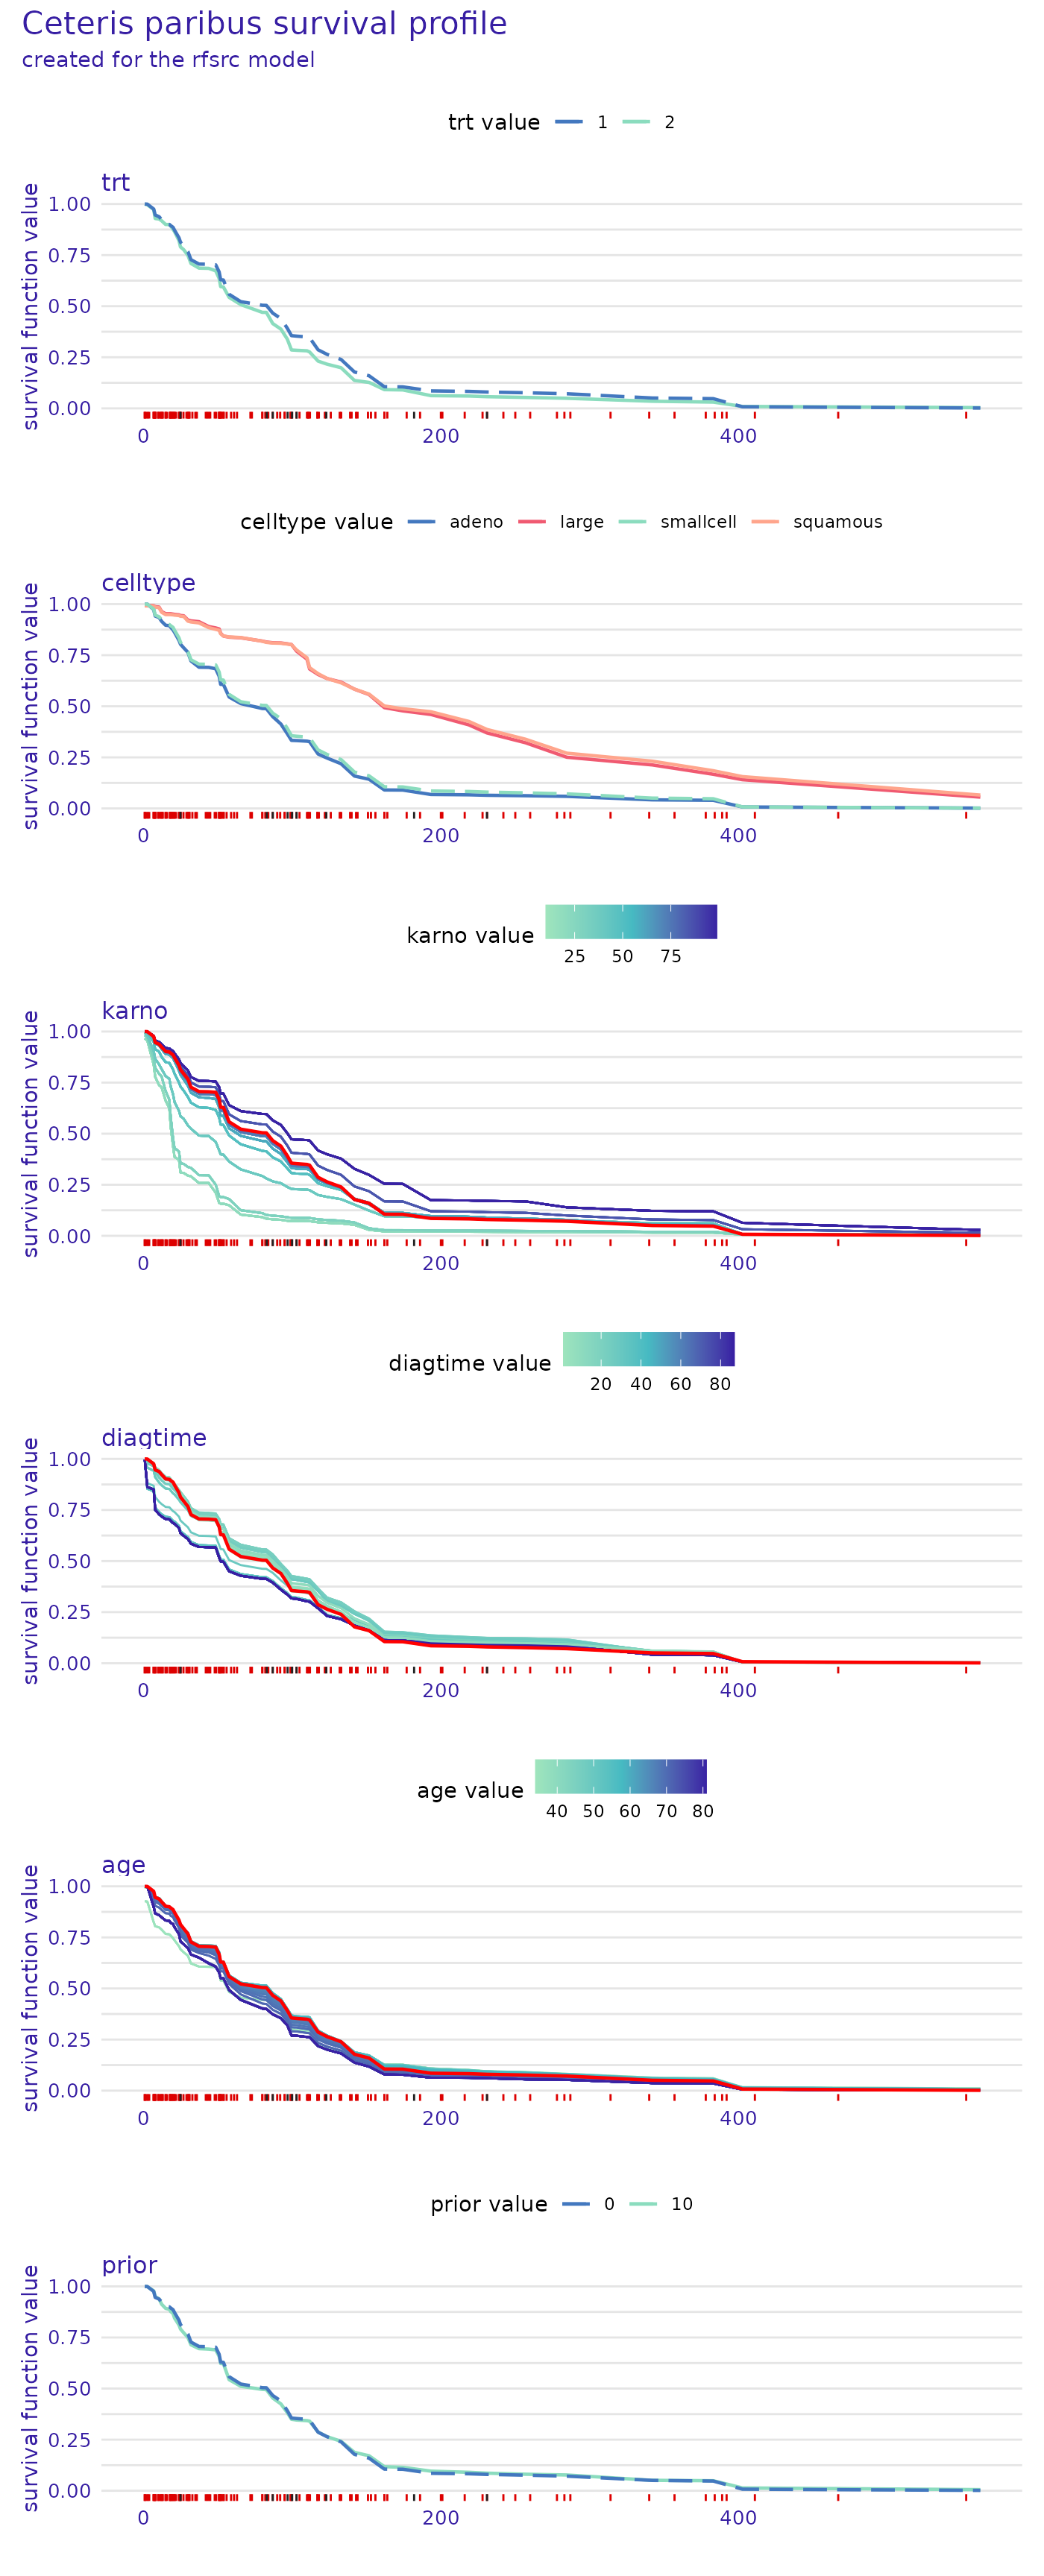 Ceteris paribus survival profile
created for the rfsrc model
trt value 1 2
trt
survival function value
1.00
0.75
0.50
0.25
0.00
0 200 400
celltype value adeno large smallcell squamous
celltype
survival function value
1.00
0.75
0.50
0.25
0.00
0 200 400
karno value
25 50 75
karno
survival function value
1.00
0.75
0.50
0.25
0.00
0 200 400
diagtime value
20 40 60 80
diagtime
survival function value
1.00
0.75
0.50
0.25
0.00
0 200 400
age value
40 50 60 70 80
age
survival function value
1.00
0.75
0.50
0.25
0.00
0 200 400
prior value 0 10
prior
survival function value
1.00
0.75
0.50
0.25
0.00
0 200 400